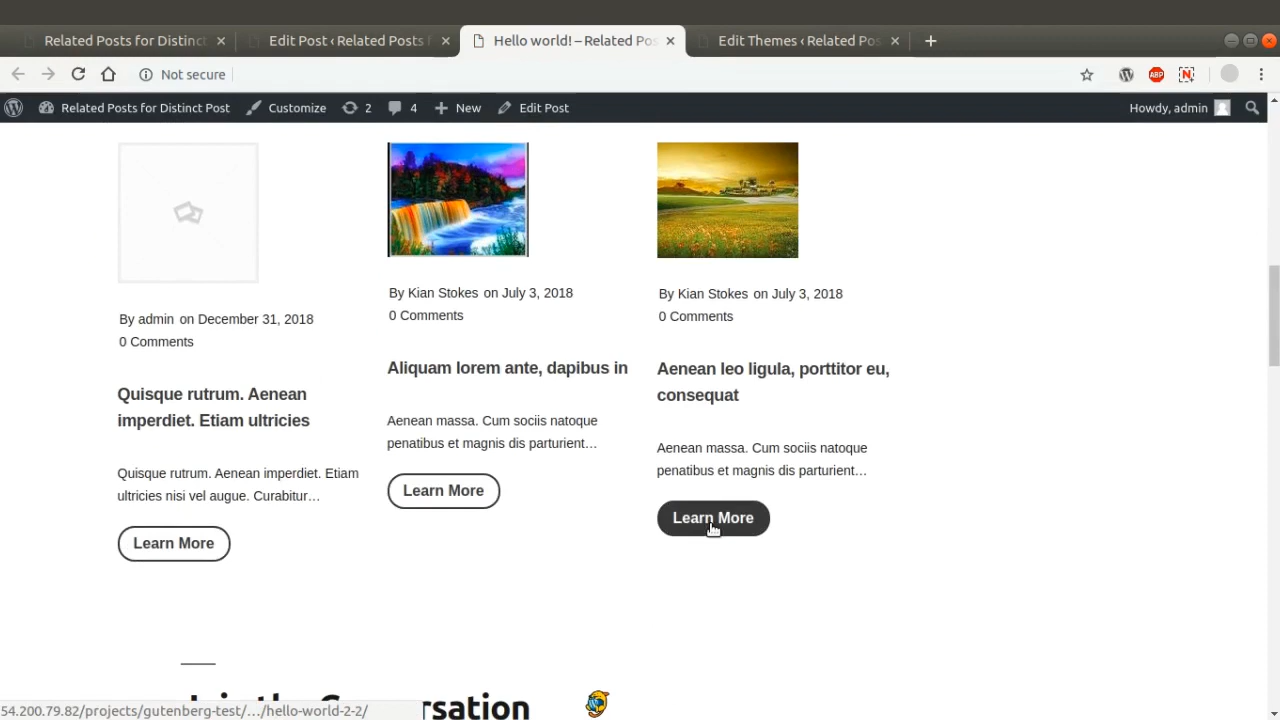 Related Posts for Distinct
Edit Post ‹ Related Posts f
Hello world! – Related Pos
Edit Themes ‹ Related Pos
Not secure
ABP
N
Related Posts for Distinct Post
Customize
2
4
New
Edit Post
Howdy, admin
By admin on December 31, 2018
0 Comments
Quisque rutrum. Aenean
imperdiet. Etiam ultricies
Quisque rutrum. Aenean imperdiet. Etiam
ultricies nisi vel augue. Curabitur…
Learn More
By Kian Stokes on July 3, 2018
0 Comments
Aliquam lorem ante, dapibus in
Aenean massa. Cum sociis natoque
penatibus et magnis dis parturient…
Learn More
By Kian Stokes on July 3, 2018
0 Comments
Aenean leo ligula, porttitor eu,
consequat
Aenean massa. Cum sociis natoque
penatibus et magnis dis parturient…
Learn More
Join the Conversation
54.200.79.82/projects/gutenberg-test/…/hello-world-2-2/